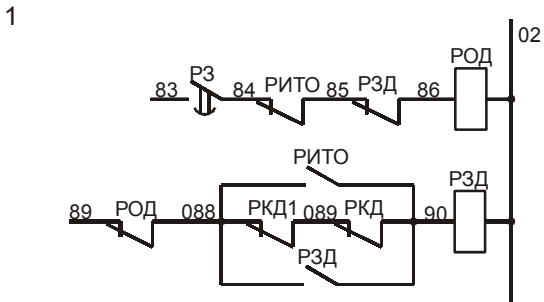 1
02
РЗ РОД
83 84 РИТО 85 РЗД 86
РИТО
РЗД
89 РОД 088 РКД1 089 РКД 90
РЗД